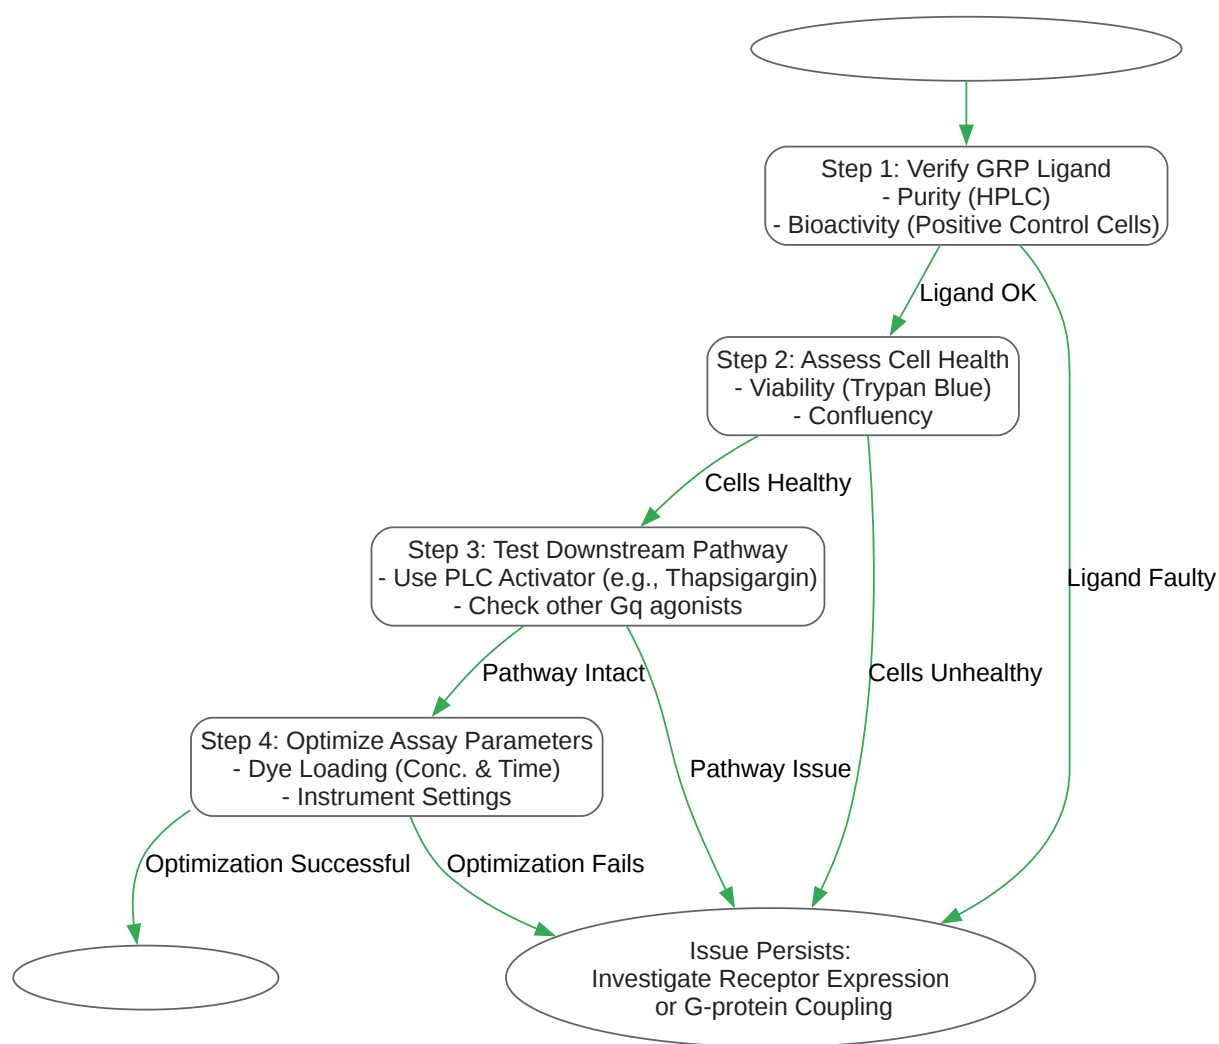 Step 1: Verify GRP Ligand
- Purity (HPLC)
- Bioactivity (Positive Control Cells)
Ligand OK
Step 2: Assess Cell Health
- Viability (Trypan Blue)
- Confluency
Cells Healthy
Step 3: Test Downstream Pathway
- Use PLC Activator (e.g., Thapsigargin)
- Check other Gq agonists
Ligand Faulty
Pathway Intact
Cells Unhealthy
Step 4: Optimize Assay Parameters
- Dye Loading (Conc. & Time)
- Instrument Settings
Pathway Issue
Optimization Successful
Optimization Fails
Issue Persists:
Investigate Receptor Expression
or G-protein Coupling